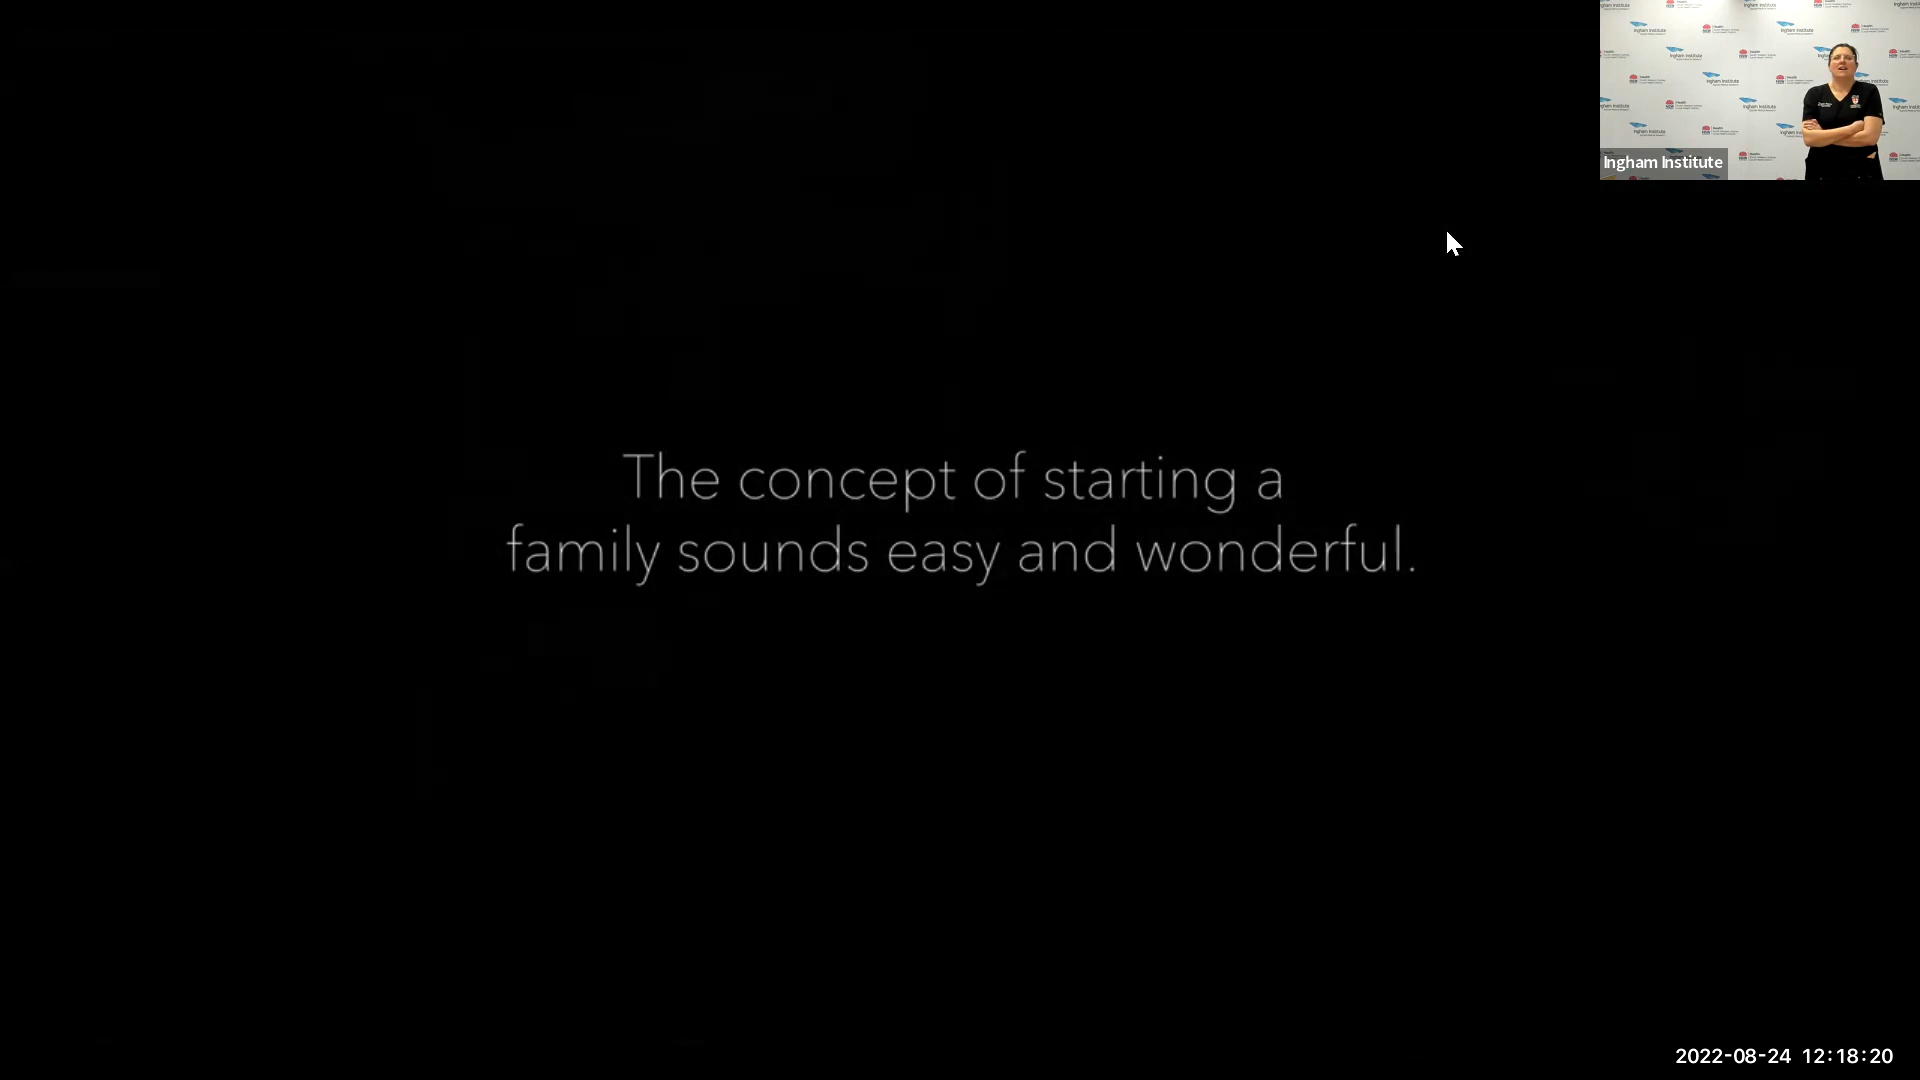 Ingham Institute
The concept of starting a
family sounds easy and wonderful.
2022-08-24 12:18:20